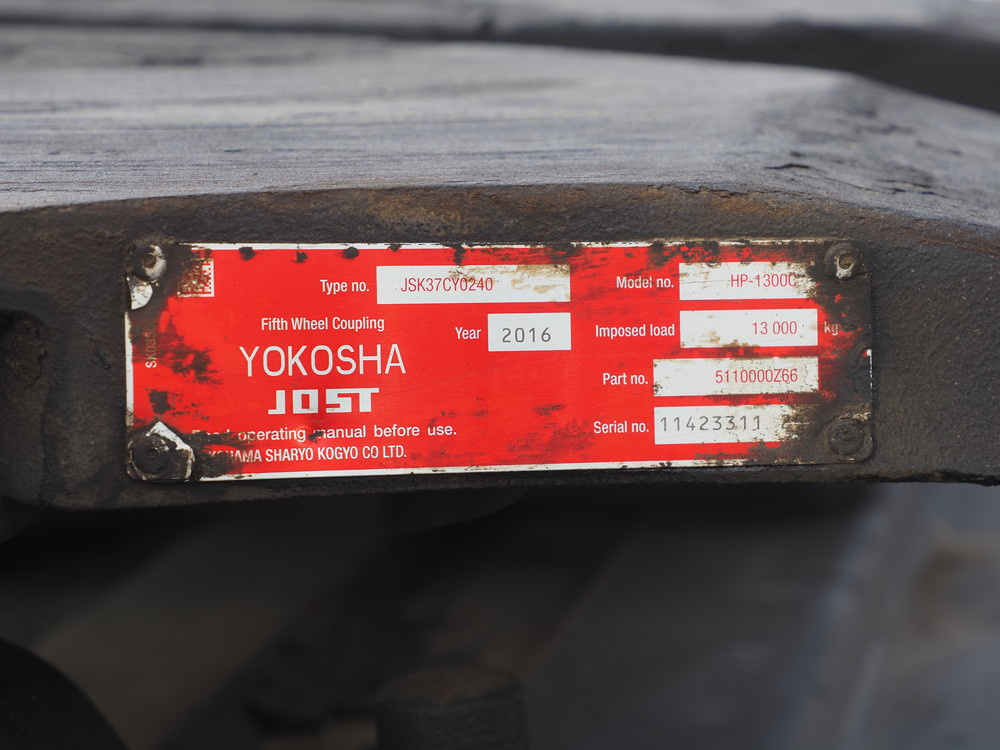 Type no. JSK37CY0240
Fifth Wheel Coupling
Year 2016
YOKOSHA
JOST
operating manual before use.
SHARYO KOGYO CO LTD.
Model no. HP-1300C
Imposed load 13 000 kg
Part no. 5110000Z66
Serial no. 11423311